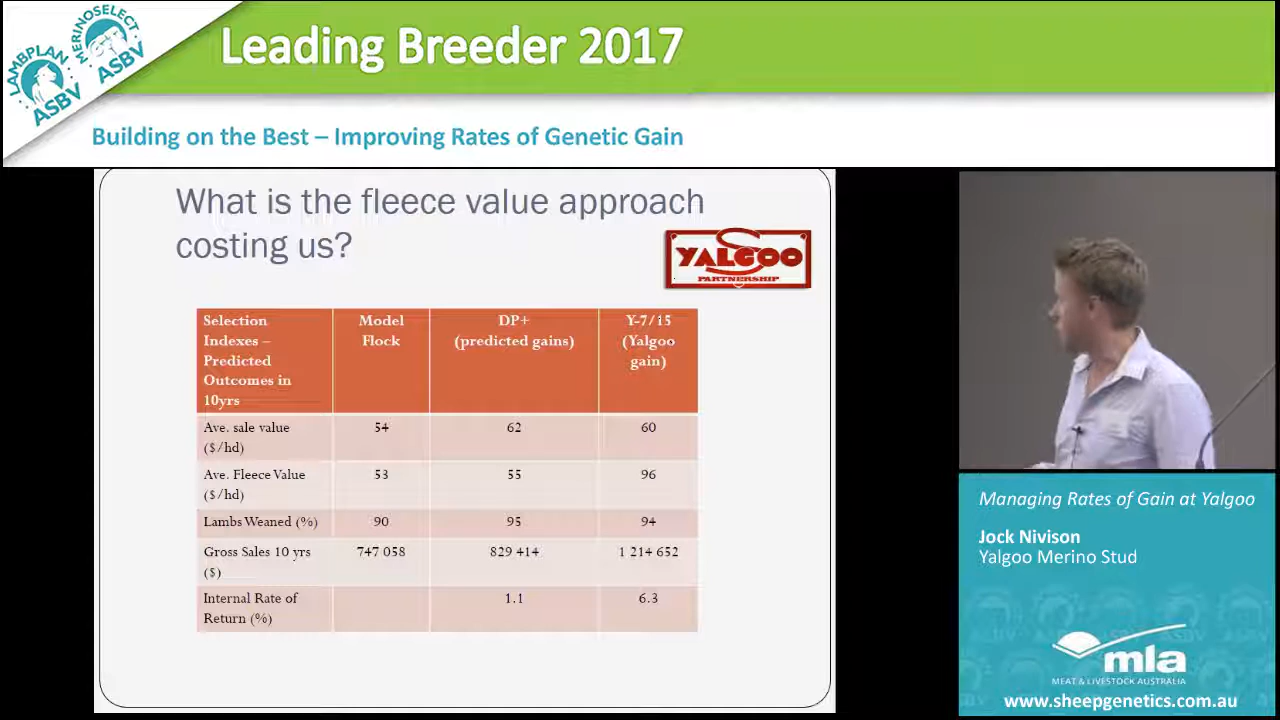 LAMBPLAN
ASBV
MERINOSELECT
ASBV
Leading Breeder 2017
Building on the Best – Improving Rates of Genetic Gain
What is the fleece value approach
costing us?
YALGOO
PARTNERSHIP
Selection Indexes – Predicted Outcomes in 10yrs Model Flock DP+ (predicted gains) Y-7/15 (Yalgoo gain)
Ave. sale value ($/hd) 54 62 60
Ave. Fleece Value ($/hd) 53 55 96
Lambs Weaned (%) 90 95 94
Gross Sales 10 yrs ($) 747 058 829 414 1 214 652
Internal Rate of Return (%) 1.1 6.3
Managing Rates of Gain at Yalgoo
Jock Nivison
Yalgoo Merino Stud
mla
MEAT & LIVESTOCK AUSTRALIA
www.sheepgenetics.com.au